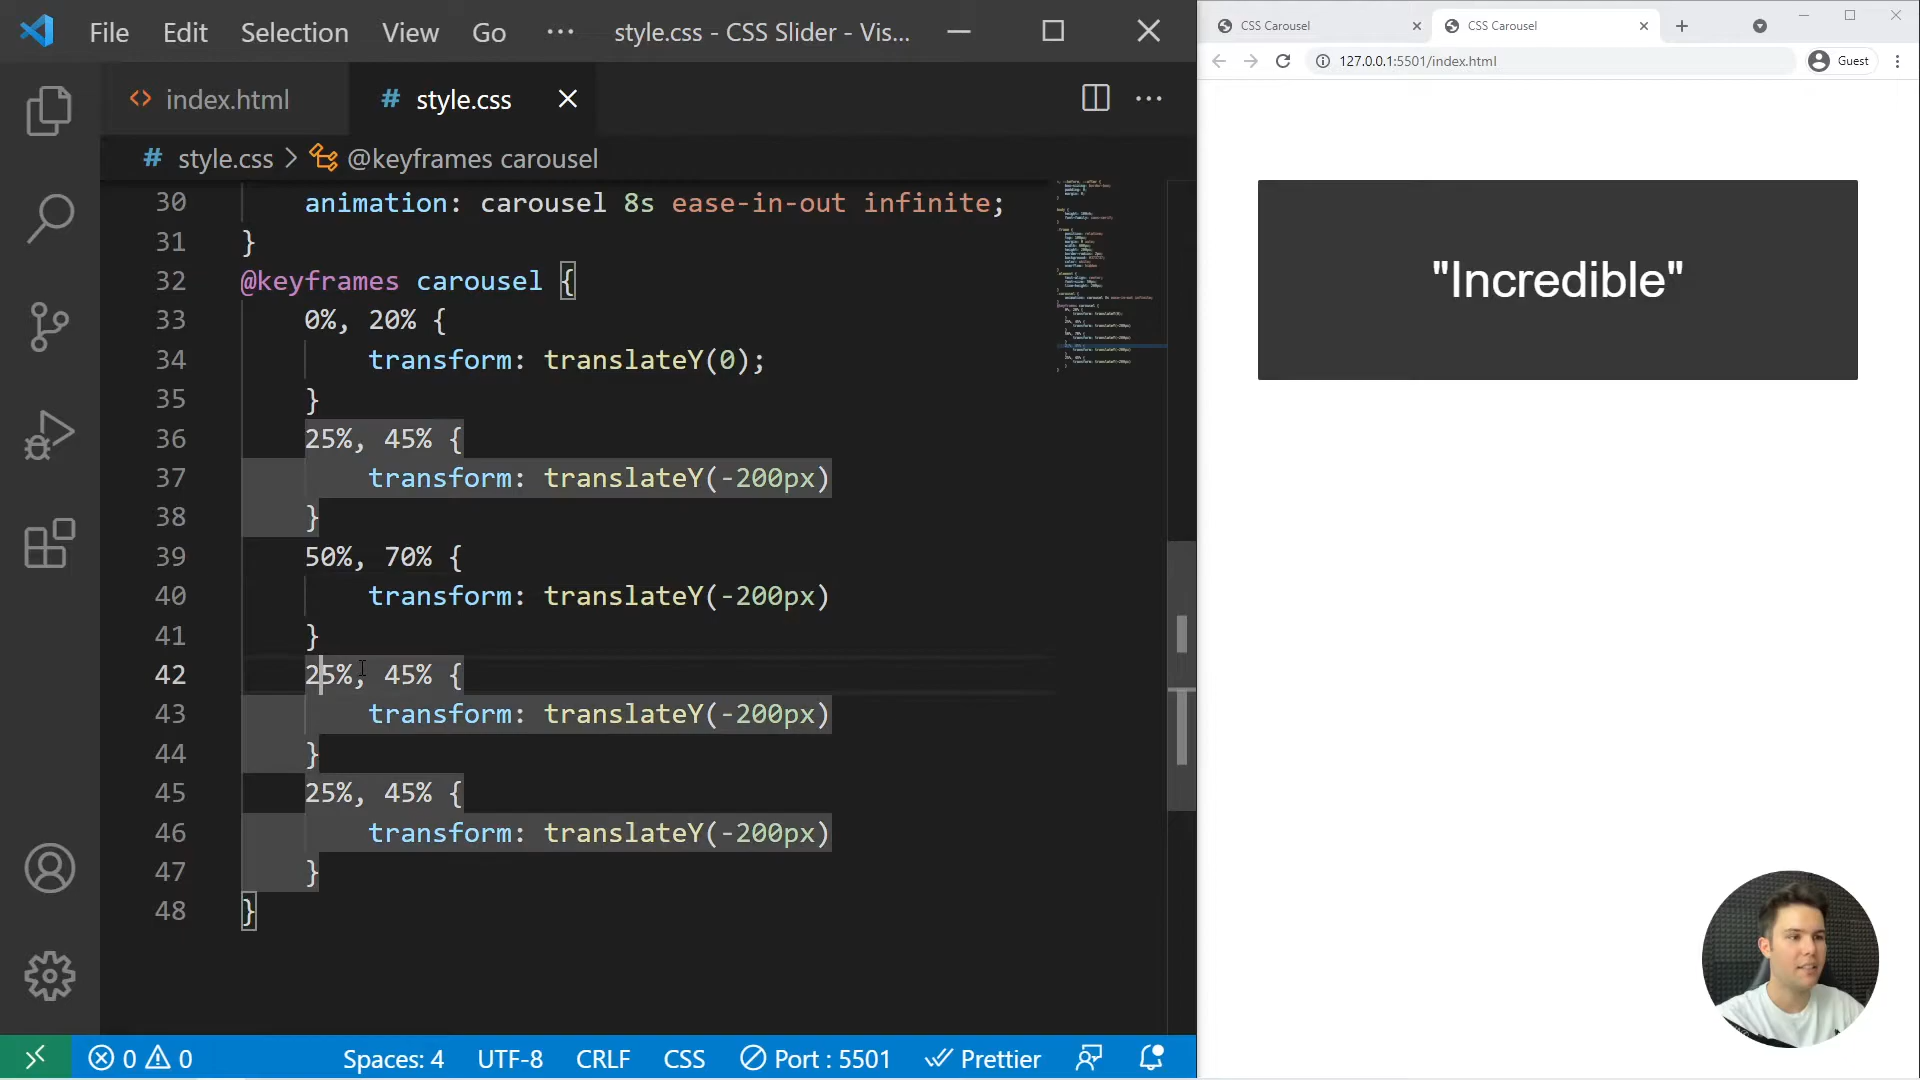 File Edit Selection View Go ··· style.css - CSS Slider - Vis...
index.html
# style.css
# style.css > @keyframes carousel
30 animation: carousel 8s ease-in-out infinite;
31 }
32 @keyframes carousel {
33 0%, 20% {
34 transform: translateY(0);
35 }
36 25%, 45% {
37 transform: translateY(-200px)
38 }
39 50%, 70% {
40 transform: translateY(-200px)
41 }
42 25%, 45% {
43 transform: translateY(-200px)
44 }
45 25%, 45% {
46 transform: translateY(-200px)
47 }
48 }
0 0 Spaces: 4 UTF-8 CRLF CSS Port : 5501 Prettier
CSS Carousel
CSS Carousel
127.0.0.1:5501/index.html
Guest
"Incredible"